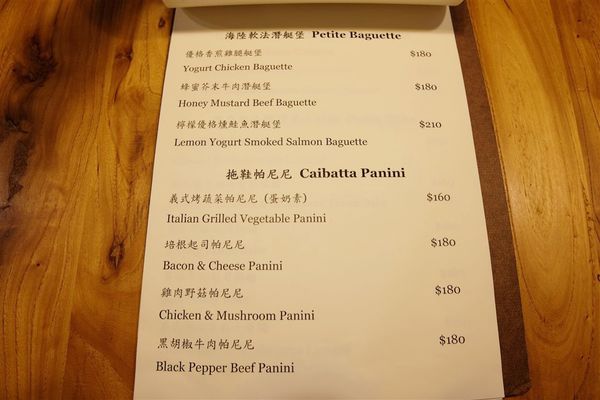 海陸軟法潛艇堡 Petite Baguette
優格香煎雞腿艇堡 $180
Yogurt Chicken Baguette
蜂蜜芥末牛肉潛艇堡 $180
Honey Mustard Beef Baguette
檸檬優格燻鮭魚潛艇堡 $210
Lemon Yogurt Smoked Salmon Baguette
拖鞋帕尼尼 Caibatta Panini
義式烤蔬菜帕尼尼 (蛋奶素) $160
Italian Grilled Vegetable Panini
培根起司帕尼尼 $180
Bacon & Cheese Panini
雞肉野菇帕尼尼 $180
Chicken & Mushroom Panini
黑胡椒牛肉帕尼尼 $180
Black Pepper Beef Panini